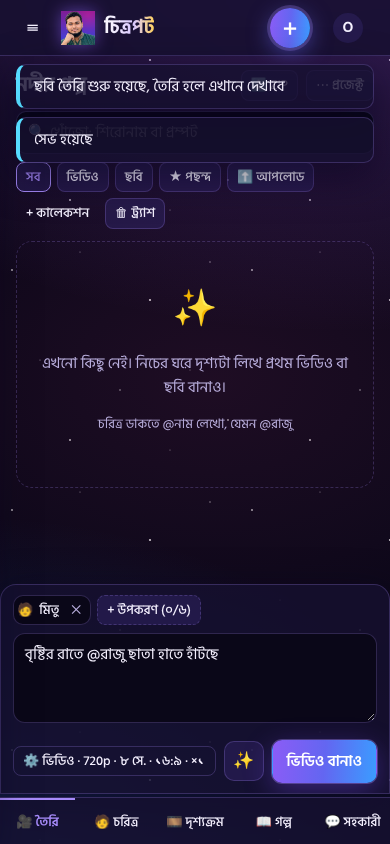 ≡ চিত্রপট + O
ছবি তৈরি শুরু হয়েছে, তৈরি হলে এখানে দেখাবে
··· প্রজেক্ট
সেভ হয়েছে
সব ভিডিও ছবি ★ পছন্দ ⬆️ আপলোড
+ কালেকশন 🗑 ট্র্যাশ
এখনো কিছু নেই। নিচের ঘরে দৃশ্যটা লিখে প্রথম ভিডিও বা
ছবি বানাও।
চরিত্র ডাকতে @নাম লেখো, যেমন @রাজু
মিতু × + উপকরণ (০/৬)
বৃষ্টির রাতে @রাজু ছাতা হাতে হাঁটছে
⚙️ ভিডিও · 720p · ৮ সে. · ১৬:৯ · ×১ ✨ ভিডিও বানাও
তৈরি চরিত্র দৃশ্যক্রম গল্প সহকারী